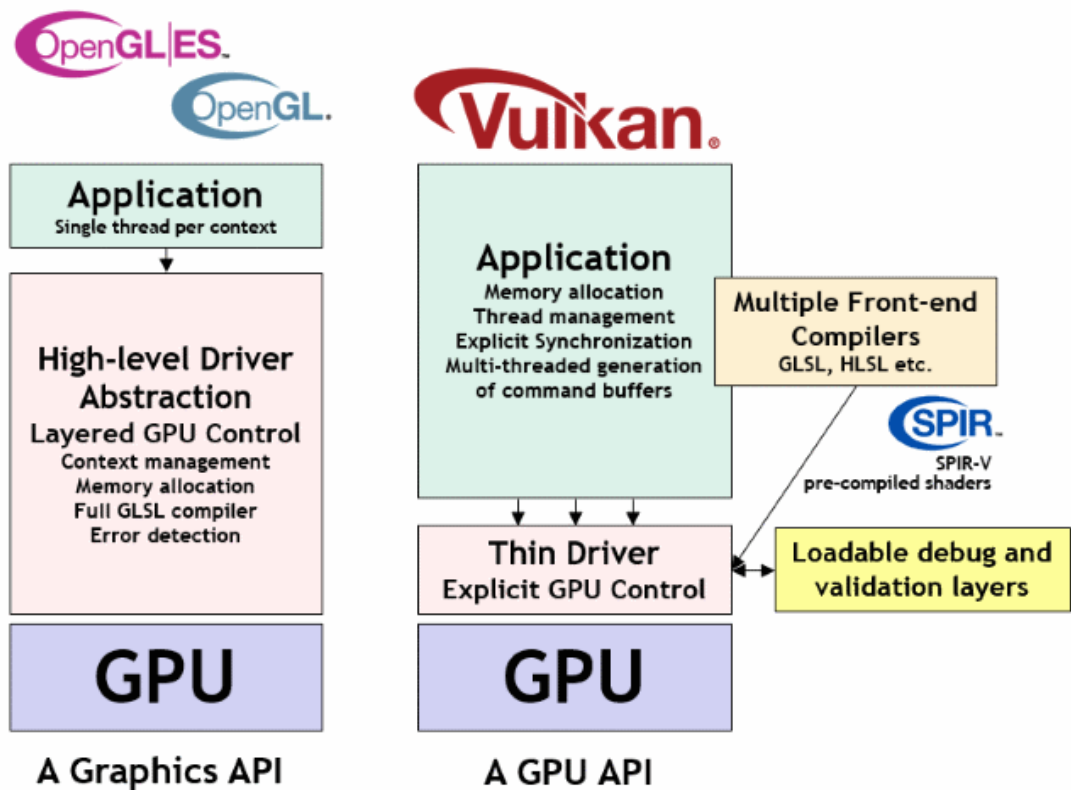 OpenGL|ES™
OpenGL®
Vulkan®
Application
Single thread per context
High-level Driver
Abstraction
Layered GPU Control
Context management
Memory allocation
Full GLSL compiler
Error detection
GPU
A Graphics API
Application
Memory allocation
Thread management
Explicit Synchronization
Multi-threaded generation
of command buffers
Multiple Front-end
Compilers
GLSL, HLSL etc.
SPIR™
SPIR-V
pre-compiled shaders
Thin Driver
Explicit GPU Control
Loadable debug and
validation layers
GPU
A GPU API